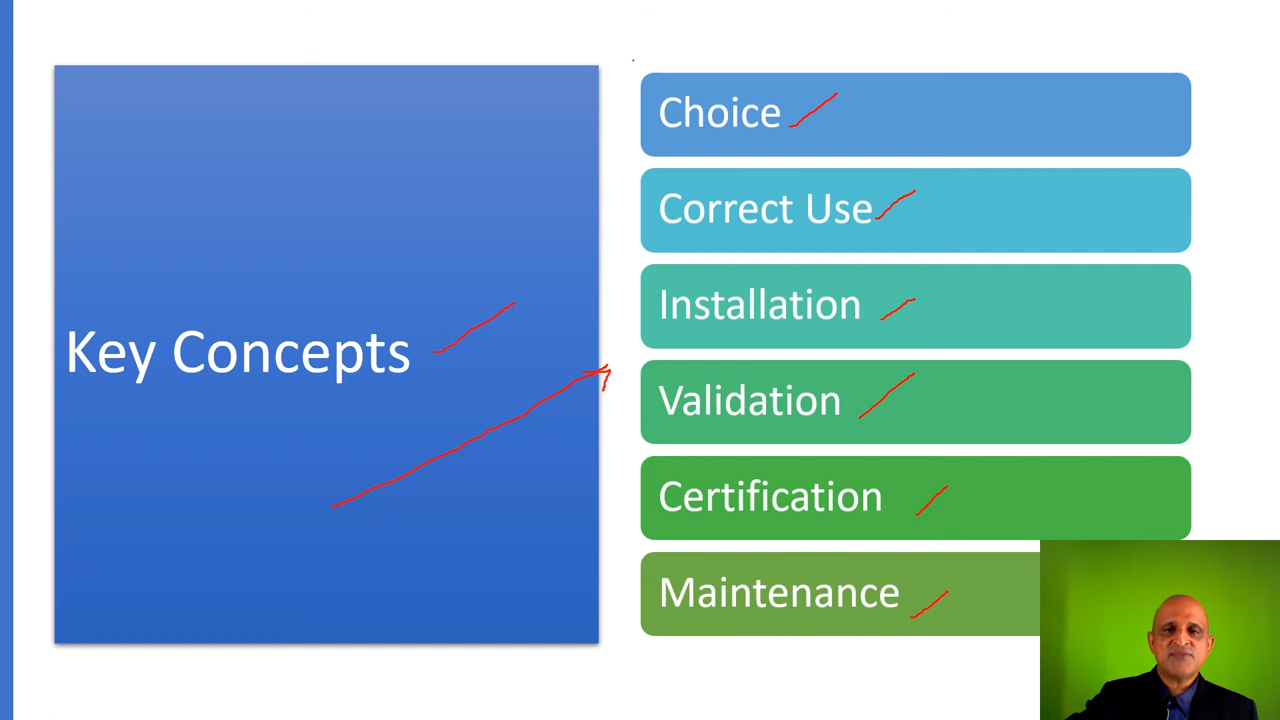 Key Concepts
Choice
Correct Use
Installation
Validation
Certification
Maintenance